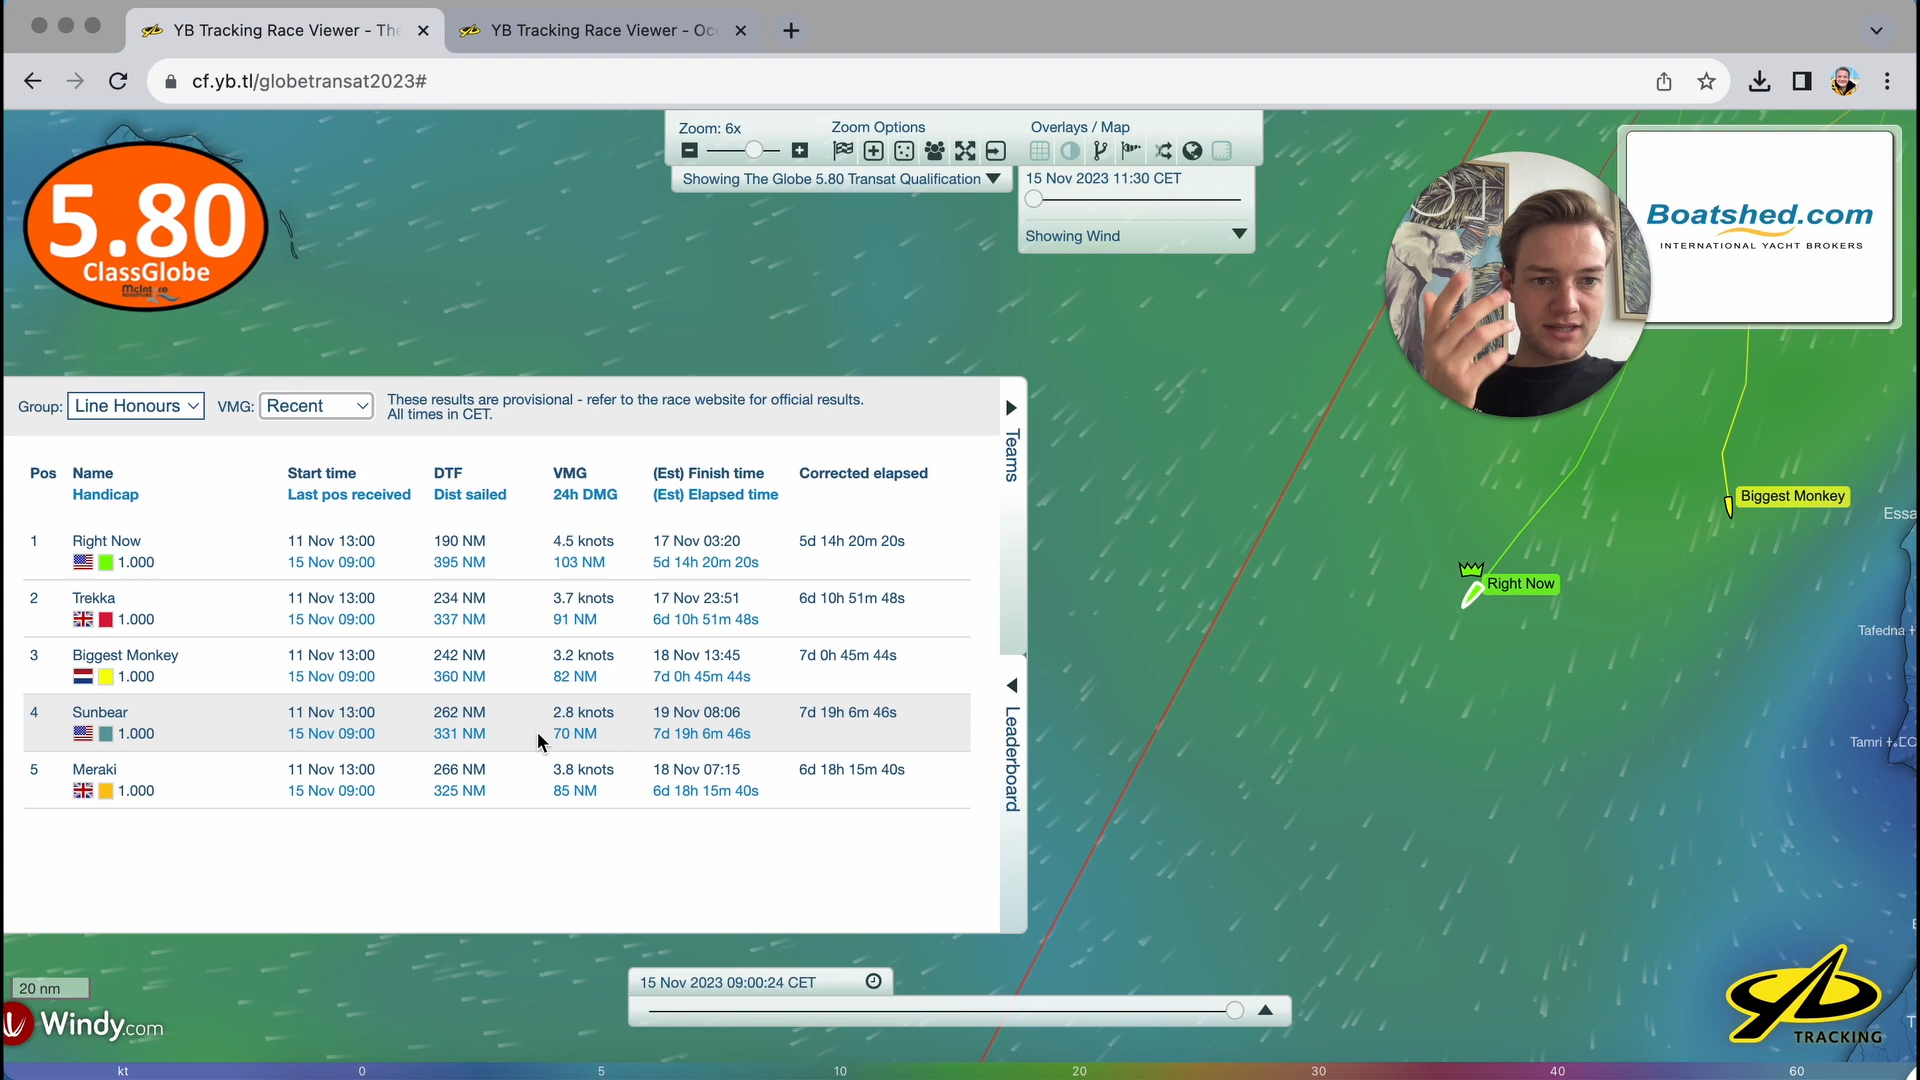 YB Tracking Race Viewer - The
YB Tracking Race Viewer - Oc
cf.yb.tl/globetransat2023#
Zoom: 6x
Zoom Options
Overlays / Map
Showing The Globe 5.80 Transat Qualification
15 Nov 2023 11:30 CET
Showing Wind
5.80
ClassGlobe
Boatshed.com
INTERNATIONAL YACHT BROKERS
Group: Line Honours VMG: Recent
These results are provisional - refer to the race website for official results.
All times in CET.
Teams
Leaderboard
Pos Name Start time DTF VMG (Est) Finish time Corrected elapsed
Handicap Last pos received Dist sailed 24h DMG (Est) Elapsed time
1 Right Now 11 Nov 13:00 190 NM 4.5 knots 17 Nov 03:20 5d 14h 20m 20s
1.000 15 Nov 09:00 395 NM 103 NM 5d 14h 20m 20s
2 Trekka 11 Nov 13:00 234 NM 3.7 knots 17 Nov 23:51 6d 10h 51m 48s
1.000 15 Nov 09:00 337 NM 91 NM 6d 10h 51m 48s
3 Biggest Monkey 11 Nov 13:00 242 NM 3.2 knots 18 Nov 13:45 7d 0h 45m 44s
1.000 15 Nov 09:00 360 NM 82 NM 7d 0h 45m 44s
4 Sunbear 11 Nov 13:00 262 NM 2.8 knots 19 Nov 08:06 7d 19h 6m 46s
1.000 15 Nov 09:00 331 NM 70 NM 7d 19h 6m 46s
5 Meraki 11 Nov 13:00 266 NM 3.8 knots 18 Nov 07:15 6d 18h 15m 40s
1.000 15 Nov 09:00 325 NM 85 NM 6d 18h 15m 40s
Biggest Monkey
Essa
Right Now
Tafedna
Tamri
15 Nov 2023 09:00:24 CET
20 nm
Windy.com
TRACKING
kt 0 5 10 20 30 40 60